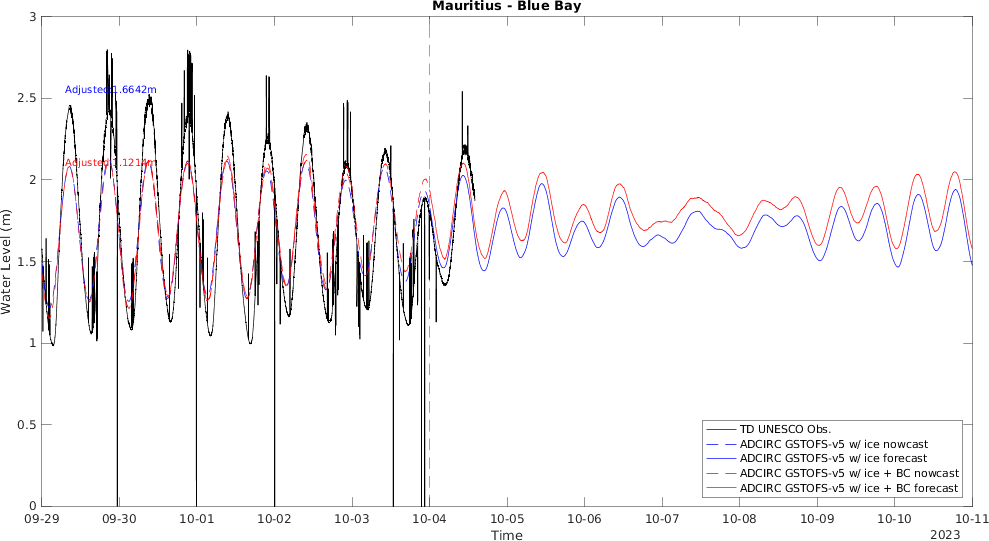 Mauritius - Blue Bay
Water Level (m)
3
2.5
2
1.5
1
0.5
0
Adjusted:1.6642m
Adjusted:1.1214m
TD UNESCO Obs.
ADCIRC GSTOFS-v5 w/ ice nowcast
ADCIRC GSTOFS-v5 w/ ice forecast
ADCIRC GSTOFS-v5 w/ ice + BC nowcast
ADCIRC GSTOFS-v5 w/ ice + BC forecast
09-29 09-30 10-01 10-02 10-03 10-04 10-05 10-06 10-07 10-08 10-09 10-10 10-11
Time 2023